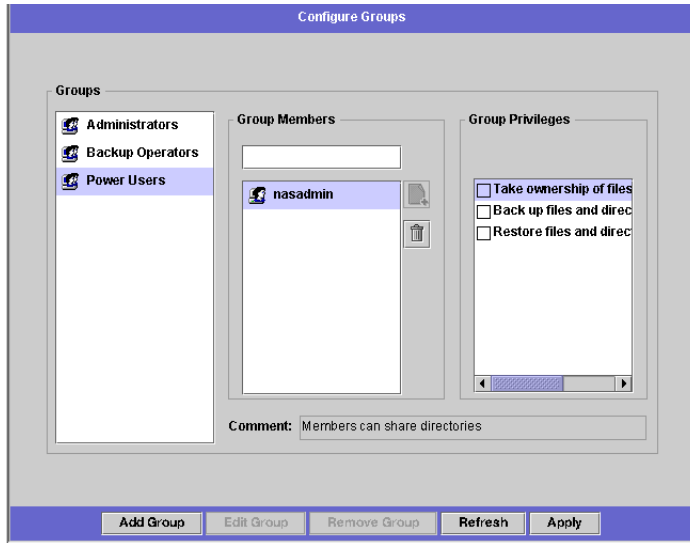 Configure Groups
Groups
Administrators
Backup Operators
Power Users
Group Members
nasadmin
Group Privileges
Take ownership of files
Back up files and direc
Restore files and direc
Comment: Members can share directories
Add Group
Edit Group
Remove Group
Refresh
Apply